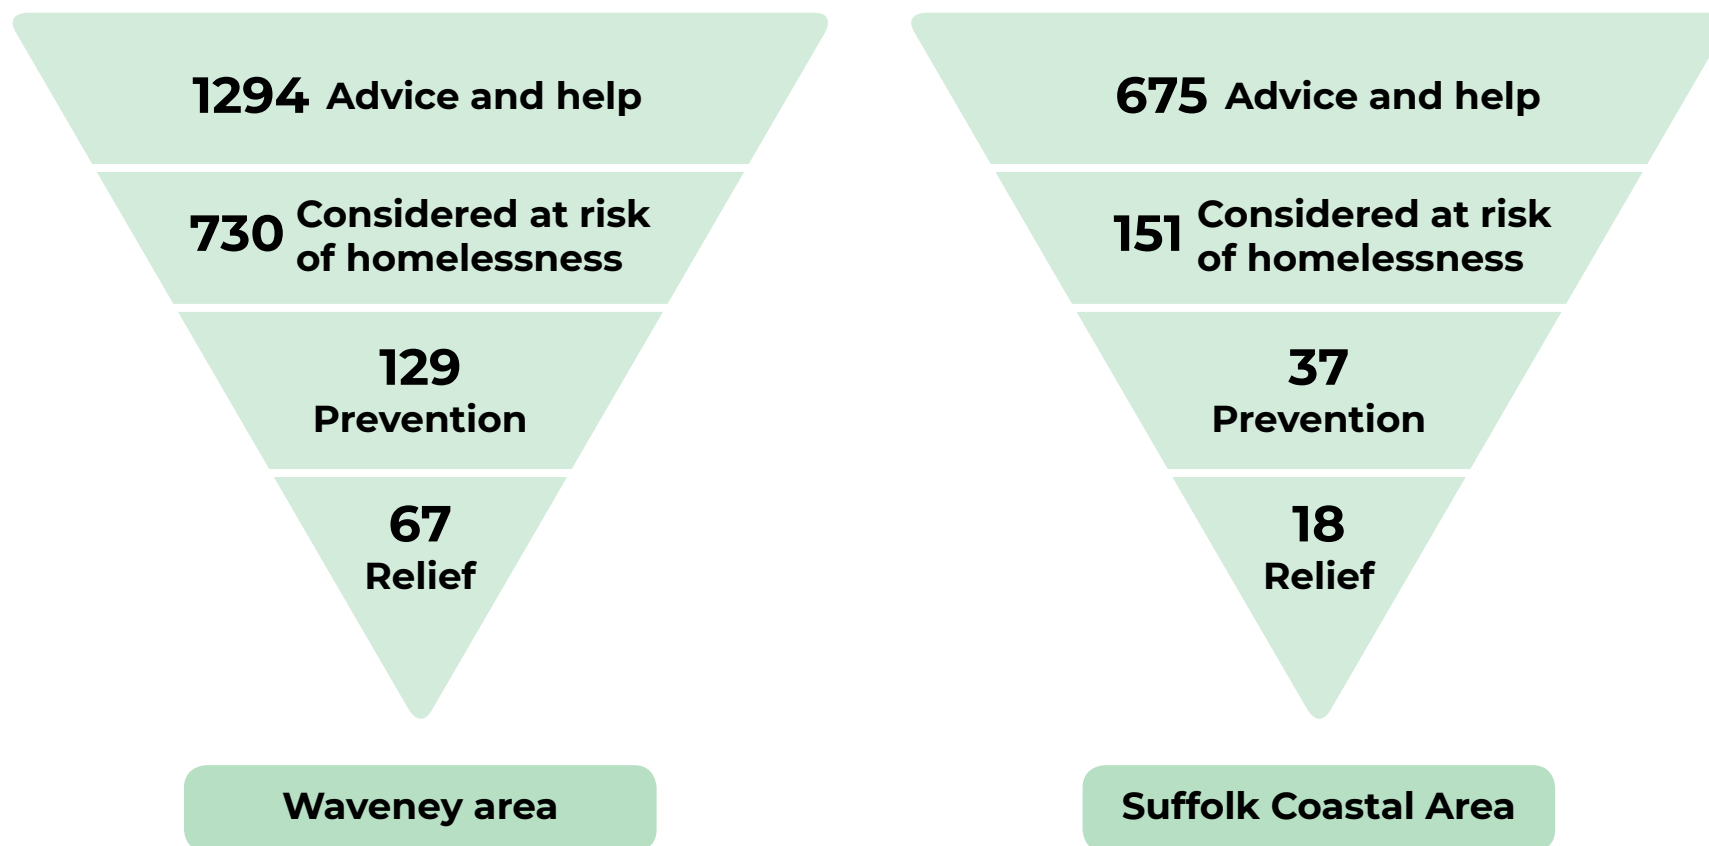 1294 Advice and help
730 Considered at risk
of homelessness
129
Prevention
67
Relief
Waveney area
675 Advice and help
151 Considered at risk
of homelessness
37
Prevention
18
Relief
Suffolk Coastal Area